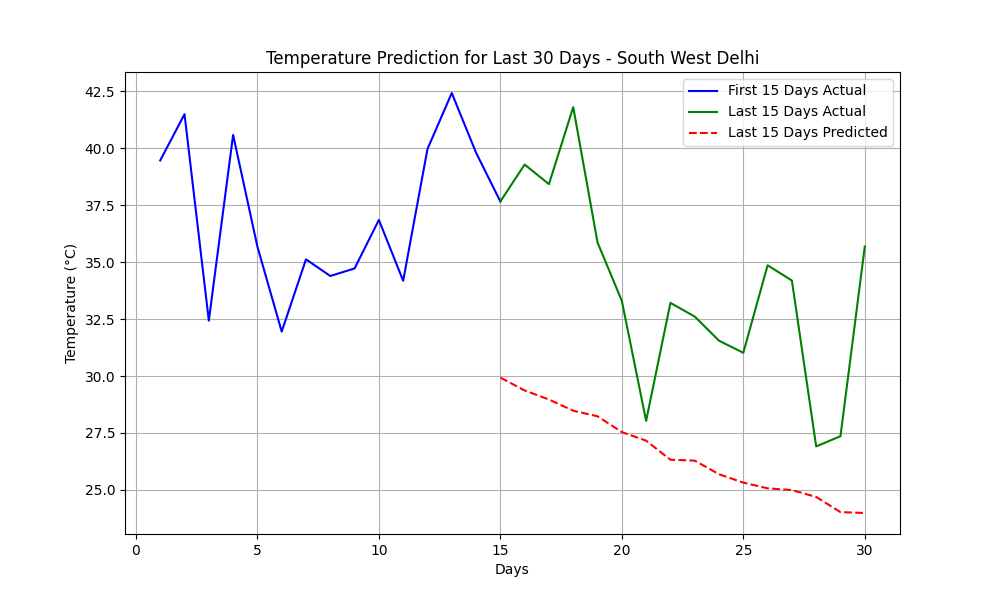 Temperature Prediction for Last 30 Days - South West Delhi
First 15 Days Actual
Last 15 Days Actual
Last 15 Days Predicted
Temperature (°C)
42.5
40.0
37.5
35.0
32.5
30.0
27.5
25.0
0 5 10 15 20 25 30
Days